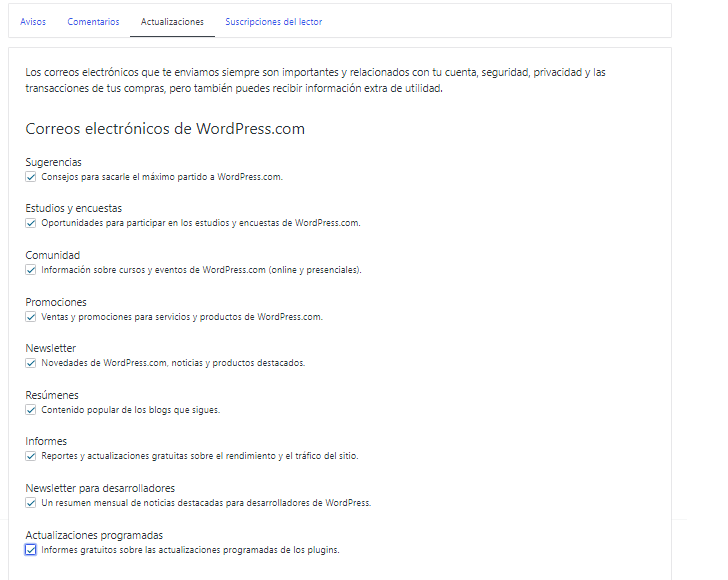 Avisos
Comentarios
Actualizaciones
Suscripciones del lector
Los correos electrónicos que te enviamos siempre son importantes y relacionados con tu cuenta, seguridad, privacidad y las
transacciones de tus compras, pero también puedes recibir información extra de utilidad.
Correos electrónicos de WordPress.com
Sugerencias
Consejos para sacarle el máximo partido a WordPress.com.
Estudios y encuestas
Oportunidades para participar en los estudios y encuestas de WordPress.com.
Comunidad
Información sobre cursos y eventos de WordPress.com (online y presenciales).
Promociones
Ventas y promociones para servicios y productos de WordPress.com.
Newsletter
Novedades de WordPress.com, noticias y productos destacados.
Resúmenes
Contenido popular de los blogs que sigues.
Informes
Reportes y actualizaciones gratuitas sobre el rendimiento y el tráfico del sitio.
Newsletter para desarrolladores
Un resumen mensual de noticias destacadas para desarrolladores de WordPress.
Actualizaciones programadas
Informes gratuitos sobre las actualizaciones programadas de los plugins.